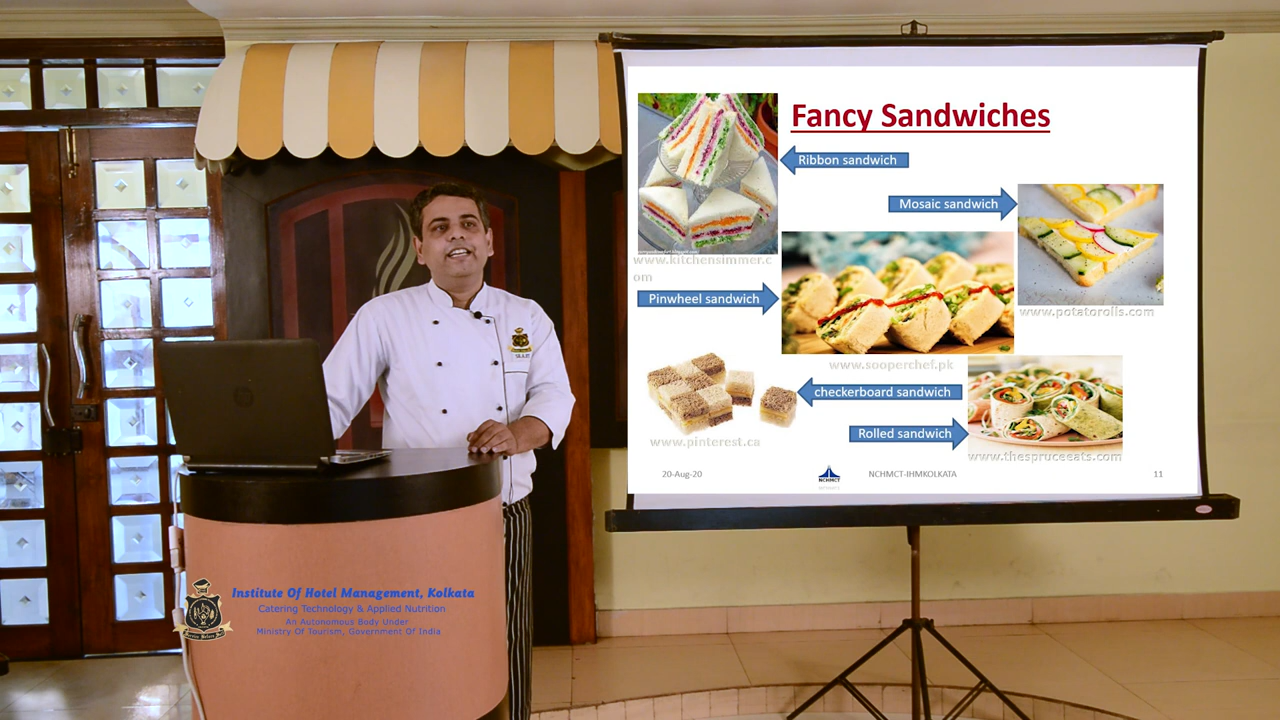 Fancy Sandwiches
Ribbon sandwich
Mosaic sandwich
www.kitchensimmer.c
om
Pinwheel sandwich
www.potatorolls.com
www.sooperchef.pk
checkerboard sandwich
www.pinterest.ca
Rolled sandwich
www.thespruceeats.com
20-Aug-20
NCHMCT
NCHMCT-IHMKOLKATA
11
Institute Of Hotel Management, Kolkata
Catering Technology & Applied Nutrition
An Autonomous Body Under
Ministry Of Tourism, Government Of India